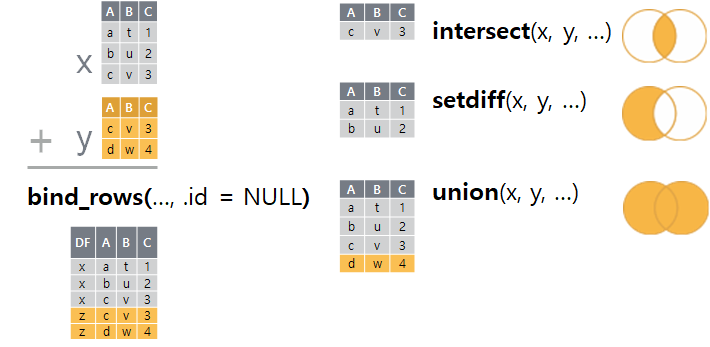 A B C
a t 1
b u 2
c v 3
x
A B C
c v 3
d w 4
+ y
bind_rows(..., .id = NULL)
DF A B C
x a t 1
x b u 2
x c v 3
z c v 3
z d w 4
A B C
c v 3
intersect(x, y, ...)
A B C
a t 1
b u 2
setdiff(x, y, ...)
A B C
a t 1
b u 2
c v 3
d w 4
union(x, y, ...)